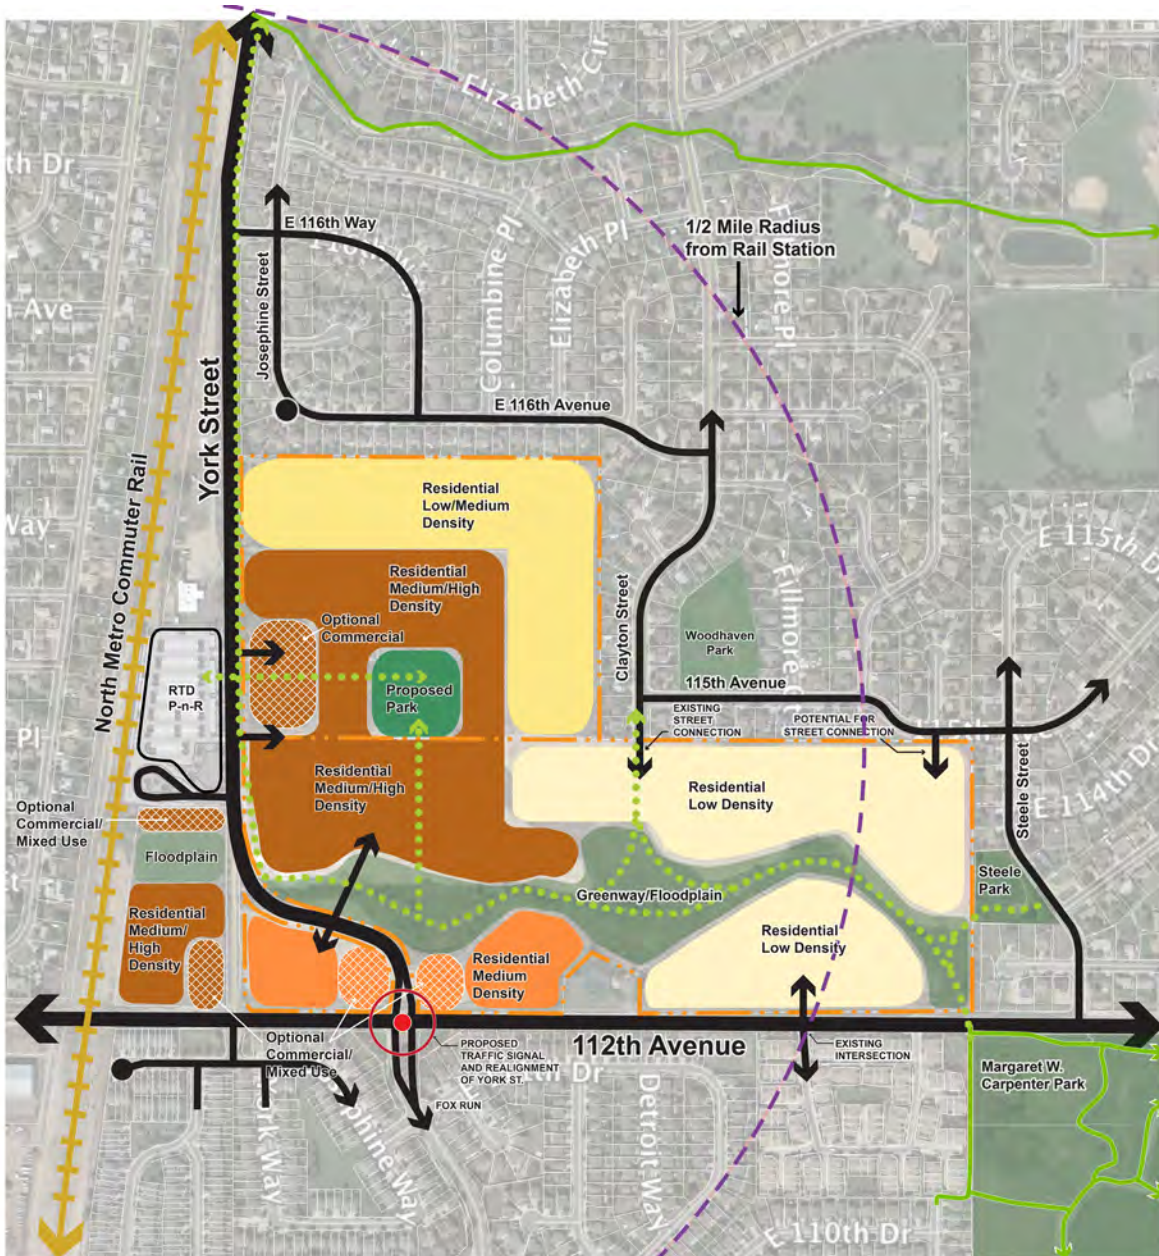 Elizabeth Cir
th Dr
E 116th Way
Josephine Street
Columbine Pl
Elizabeth Pl
1/2 Mile Radius
from Rail Station
n Ave
York Street
E 116th Avenue
North Metro Commuter Rail
Residential
Low/Medium
Density
Way
E 115th D
Residential
Medium/High
Density
Optional
Commercial
Clayton Street
Fillmore
Woodhaven
Park
RTD
P-n-R
Proposed
Park
115th Avenue
EXISTING
STREET
CONNECTION
POTENTIAL FOR
STREET CONNECTION
Pl
E 114th Dr
Steele Street
Residential
Medium/High
Density
Residential
Low Density
Optional
Commercial/
Mixed Use
Floodplain
Greenway/Floodplain
Steele
Park
Residential
Medium/
High
Density
Residential
Medium
Density
Residential
Low Density
Optional
Commercial/
Mixed Use
PROPOSED
TRAFFIC SIGNAL
AND REALIGNMENT
OF YORK ST.
112th Avenue
EXISTING
INTERSECTION
th Dr
FOX RUN
Margaret W.
Carpenter Park
k Way
phine Way
Detroit Way
E 110th Dr